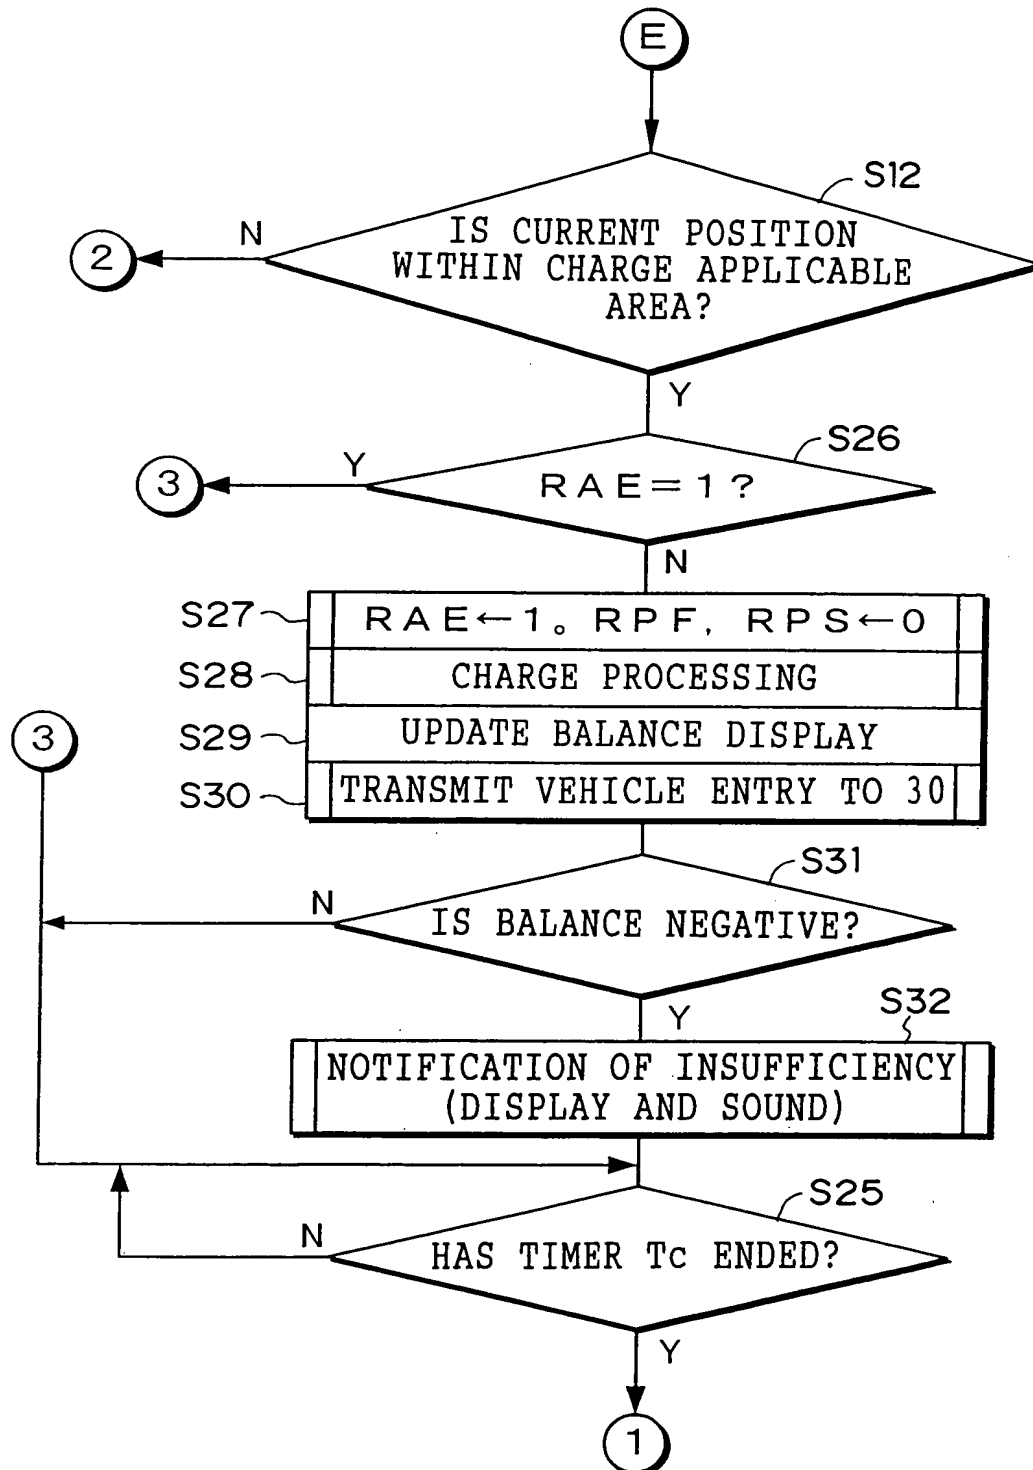 E
S12
N
2
IS CURRENT POSITION
WITHIN CHARGE APPLICABLE
AREA?
Y
S26
Y
3
RAE=1?
N
S27
RAE←1。RPF, RPS←0
S28
CHARGE PROCESSING
3
S29
UPDATE BALANCE DISPLAY
S30
TRANSMIT VEHICLE ENTRY TO 30
S31
N
IS BALANCE NEGATIVE?
Y
S32
NOTIFICATION OF INSUFFICIENCY
(DISPLAY AND SOUND)
S25
N
HAS TIMER Tc ENDED?
Y
1